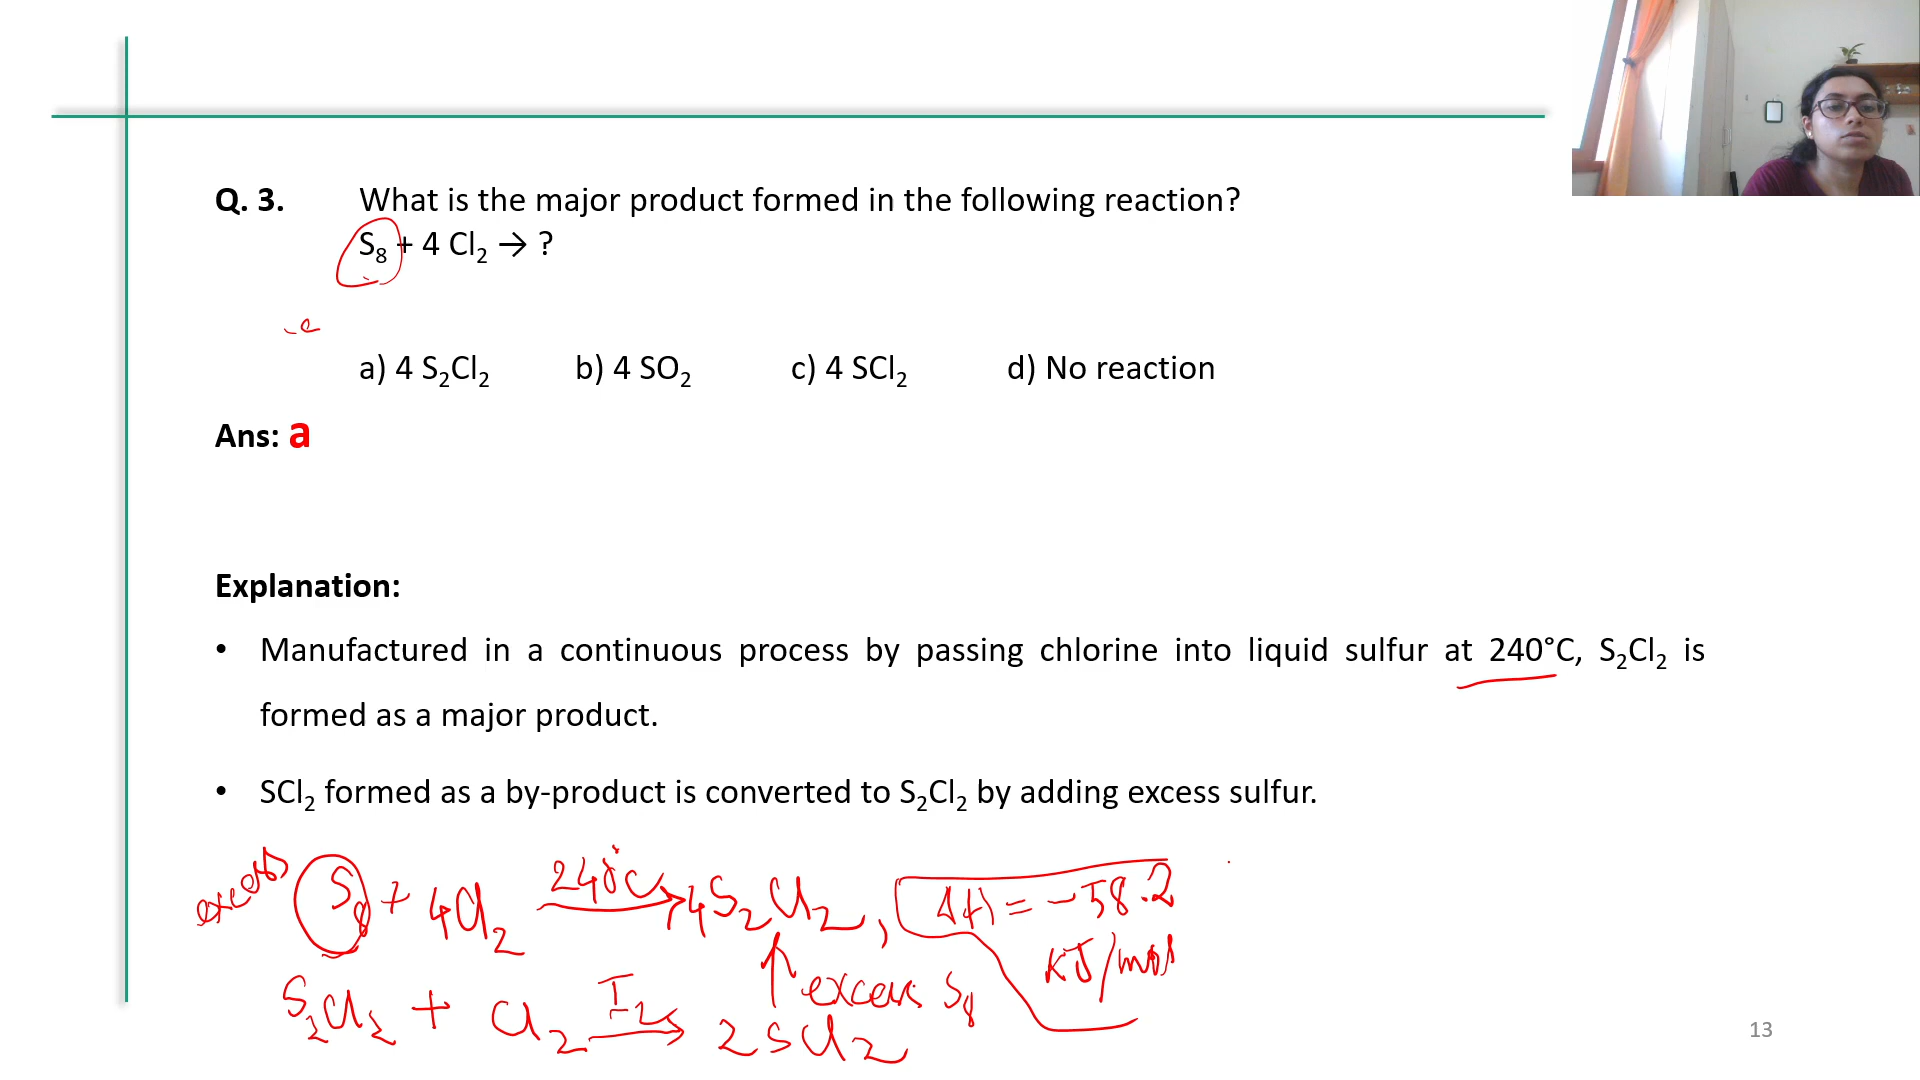 Q. 3. What is the major product formed in the following reaction?
S₈ + 4 Cl₂ → ?
a) 4 S₂Cl₂ b) 4 SO₂ c) 4 SCl₂ d) No reaction
Ans: a
Explanation:
• Manufactured in a continuous process by passing chlorine into liquid sulfur at 240°C, S₂Cl₂ is
formed as a major product.
• SCl₂ formed as a by-product is converted to S₂Cl₂ by adding excess sulfur.
excess S₈ + 4Cl₂ 240°C → 4S₂Cl₂, ΔH = -58.2
kJ/mol
↑ excess S₈
S₂Cl₂ + Cl₂ I₂ → 2SCl₂
13